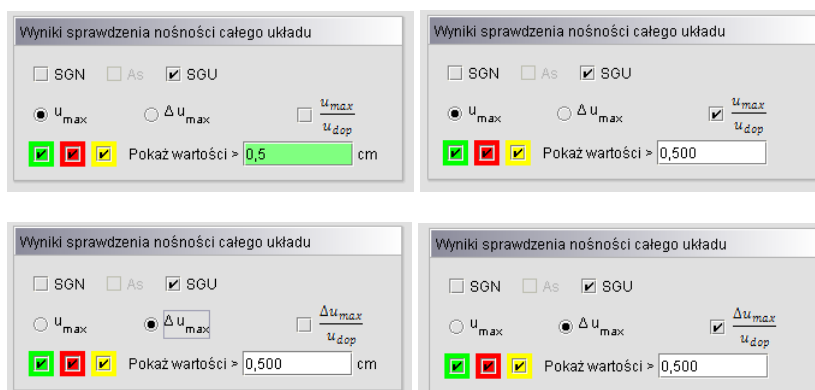 Wyniki sprawdzenia nośności całego układu
SGN As SGU
u max Δ u max u max / u dop
Pokaż wartości > 0,5 cm
Wyniki sprawdzenia nośności całego układu
SGN As SGU
u max Δ u max u max / u dop
Pokaż wartości > 0,500
Wyniki sprawdzenia nośności całego układu
SGN As SGU
u max Δ u max Δu max / u dop
Pokaż wartości > 0,500 cm
Wyniki sprawdzenia nośności całego układu
SGN As SGU
u max Δ u max Δu max / u dop
Pokaż wartości > 0,500